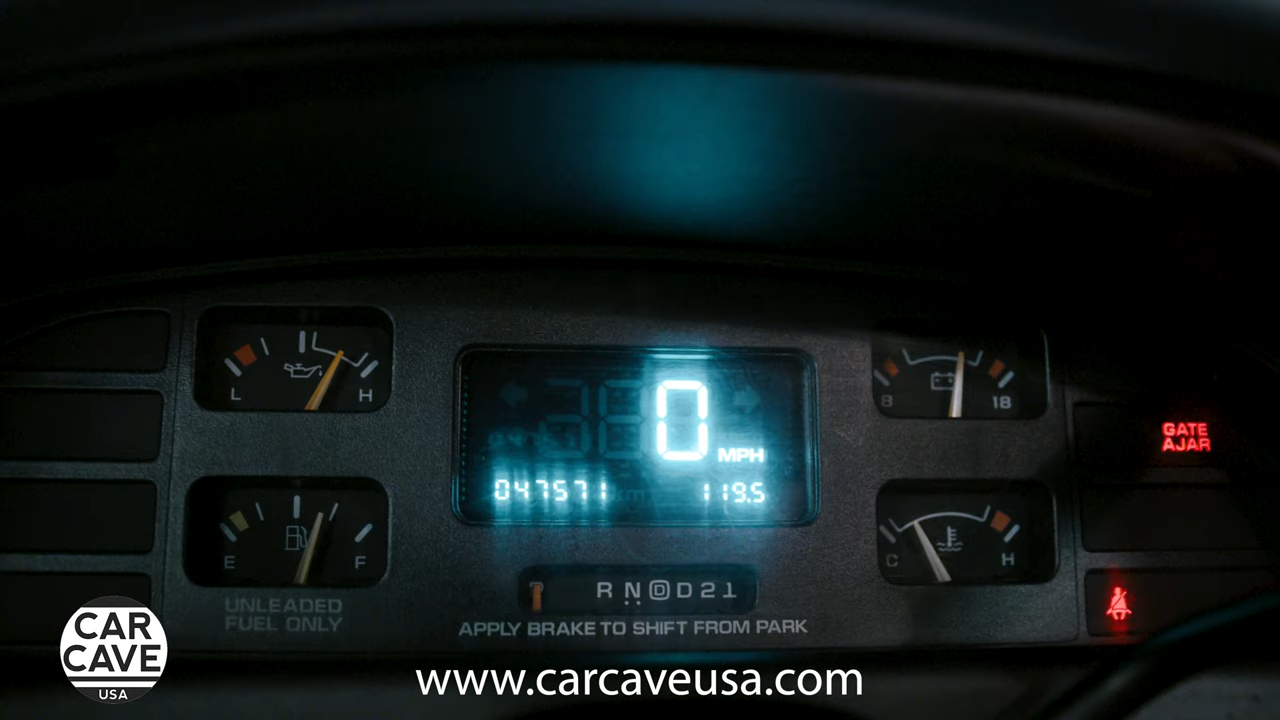 L H
8 18
0 MPH
GATE
AJAR
047571 119.5
E F
C H
P R N D D 2 1
UNLEADED
FUEL ONLY
APPLY BRAKE TO SHIFT FROM PARK
CAR
CAVE
USA
www.carcaveusa.com